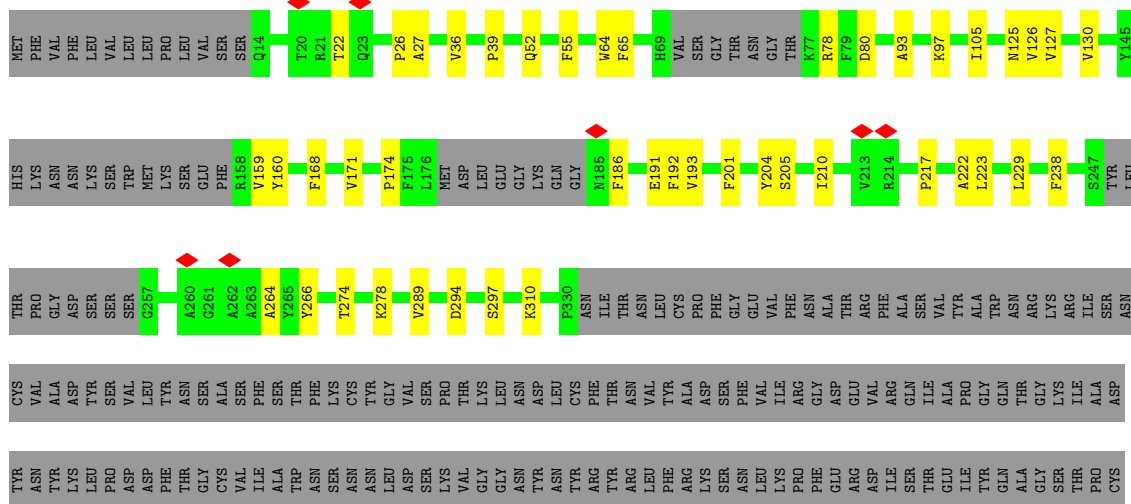 MET PHE VAL PHE LEU VAL LEU LEU PRO LEU VAL SER SER Q14 T20 R21 T22 Q23 P26 A27 V36 P39 Q52 F55 W64 F65 H69 VAL SER GLY THR ASN GLY THR K77 R78 F79 D80 A93 K97 I105 N125 V126 V127 V130 Y145
HIS LYS ASN ASN LYS SER TRP MET LYS SER GLU PHE R158 V159 Y160 F168 V171 P174 F175 L176 MET ASP LEU GLU GLY LYS GLN GLY N185 F186 E191 F192 V193 F201 Y204 S205 I210 V213 R214 P217 A222 L223 L229 F238 S247 TYR LEU
THR PRO GLY ASP SER SER SER G257 A260 G261 A262 A263 A264 Y265 Y266 T274 K278 V289 D294 S297 K310 P330 ASN ILE THR ASN LEU CYS PRO PHE GLY GLU VAL PHE ASN ALA THR ARG PHE ALA SER VAL TYR ALA TRP ASN ARG LYS ARG ILE SER ASN
CYS VAL ALA ASP TYR SER VAL LEU TYR ASN SER ALA SER PHE SER THR PHE LYS CYS TYR GLY VAL SER PRO THR LYS LEU ASN ASP LEU CYS PHE THR ASN VAL TYR ALA ASP SER PHE VAL ILE ARG GLY ASP GLU VAL ARG GLN ILE ALA PRO GLY GLN THR GLY LYS ILE ALA ASP
TYR ASN TYR LYS LEU PRO ASP ASP PHE THR GLY CYS VAL ILE ALA TRP ASN SER ASN ASN LEU ASP SER LYS VAL GLY GLY ASN TYR ASN TYR ARG TYR ARG LEU PHE ARG LYS SER ASN LEU LYS PRO PHE GLU ARG ASP ILE SER THR GLU ILE TYR GLN ALA GLY SER THR PRO CYS